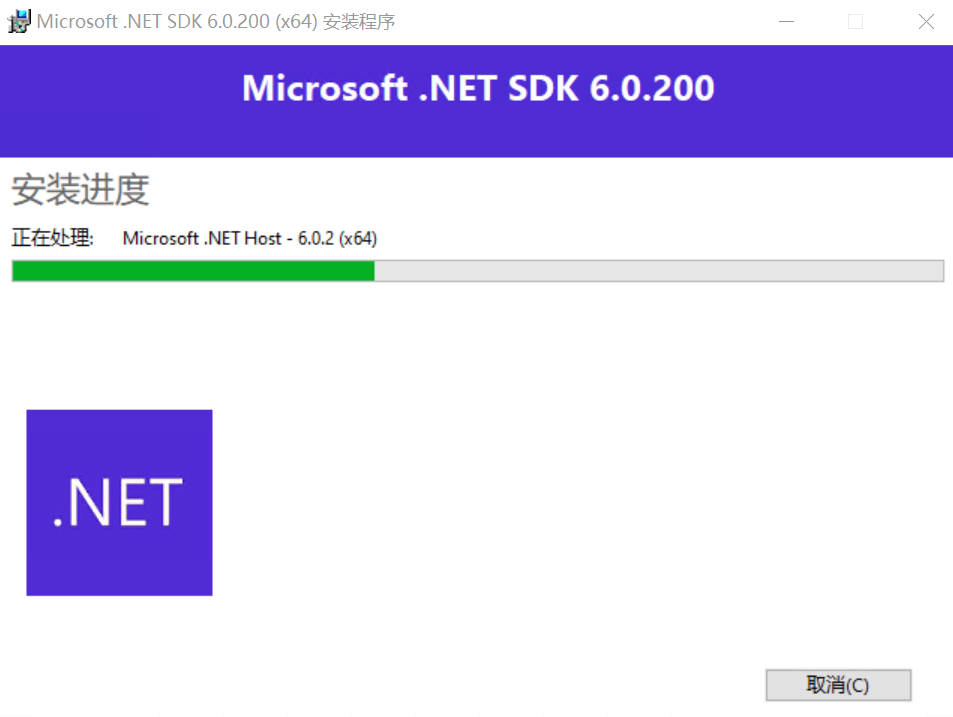 Microsoft .NET SDK 6.0.200 (x64) 安装程序
Microsoft .NET SDK 6.0.200
安装进度
正在处理: Microsoft .NET Host - 6.0.2 (x64)
.NET
取消(C)